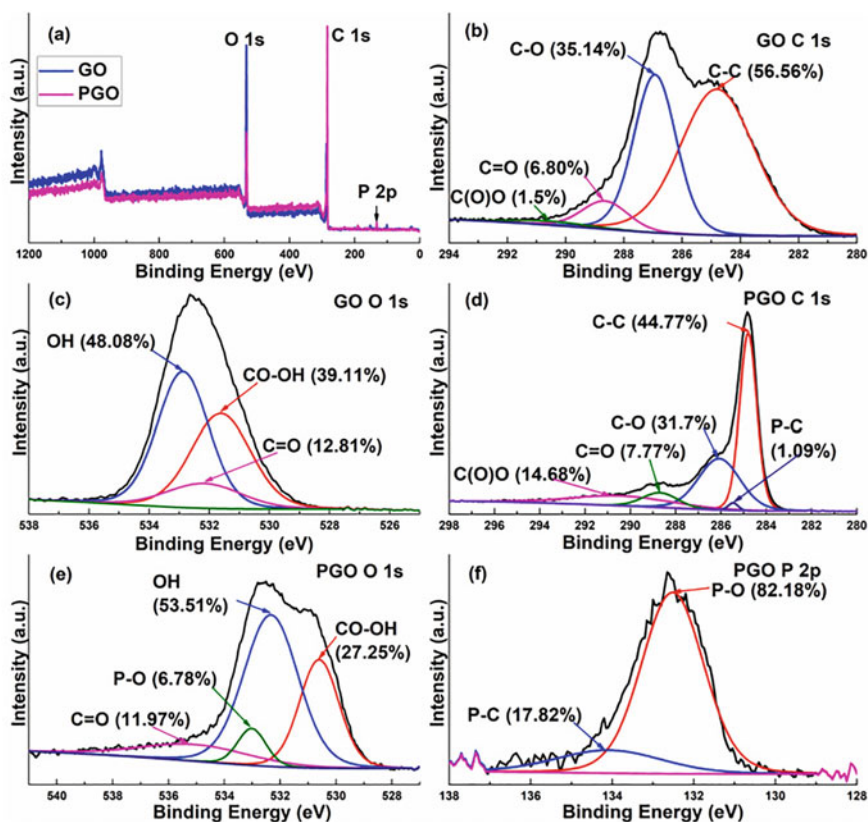 (a)
O 1s
C 1s
GO
PGO
P 2p
Intensity (a.u.)
1200 1000 800 600 400 200 0
Binding Energy (eV)
(b)
GO C 1s
C-O (35.14%)
C-C
(56.56%)
C=O (6.80%)
C(O)O (1.5%)
Intensity (a.u.)
294 292 290 288 286 284 282 280
Binding Energy (eV)
(c)
GO O 1s
OH (48.08%)
CO-OH (39.11%)
C=O (12.81%)
Intensity (a.u.)
538 536 534 532 530 528 526
Binding Energy (eV)
(d)
PGO C 1s
C-C (44.77%)
C-O (31.7%)
P-C
(1.09%)
C=O (7.77%)
C(O)O (14.68%)
Intensity (a.u.)
298 296 294 292 290 288 286 284 282 280
Binding Energy (eV)
(e)
PGO O 1s
OH
(53.51%)
CO-OH
(27.25%)
P-O (6.78%)
C=O (11.97%)
Intensity (a.u.)
540 538 536 534 532 530 528
Binding Energy (eV)
(f)
PGO P 2p
P-O (82.18%)
P-C (17.82%)
Intensity (a.u.)
138 137 136 135 134 133 132 131 130 129 128
Binding Energy (eV)